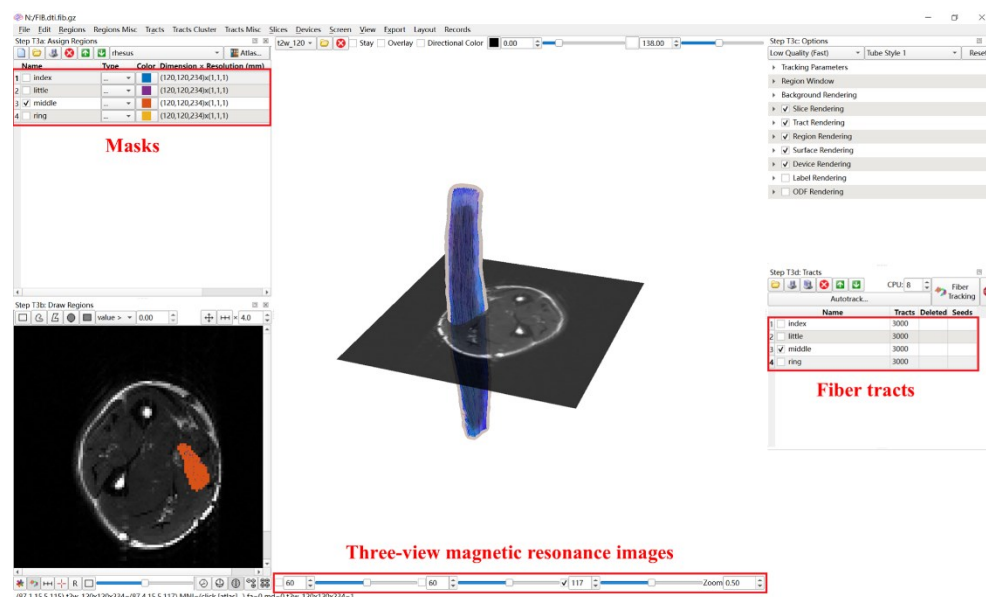 N:/FIB.dti.fib.gz
File Edit Regions Regions Misc Tracts Tracts Cluster Tracts Misc Slices Devices Screen View Export Layout Records
Step T3a: Assign Regions
rhesus Atlas...
Name Type Color Dimension × Resolution (mm)
1 index ... (120,120,234)x(1,1,1)
2 little ... (120,120,234)x(1,1,1)
3 middle ... (120,120,234)x(1,1,1)
4 ring ... (120,120,234)x(1,1,1)
Masks
t2w_120 Stay Overlay Directional Color 0.00 138.00
Step T3c: Options
Low Quality (Fast) Tube Style 1 Reset
Tracking Parameters
Region Window
Background Rendering
Slice Rendering
Tract Rendering
Region Rendering
Surface Rendering
Device Rendering
Label Rendering
ODF Rendering
Step T3d: Tracts
CPU: 8 Fiber
Tracking
Autotrack...
Name Tracts Deleted Seeds
1 index 3000
2 little 3000
3 middle 3000
4 ring 3000
Fiber tracts
Step T3b: Draw Regions
value > 0.00 × 4.0
R
Three-view magnetic resonance images
60 60 117 Zoom 0.50